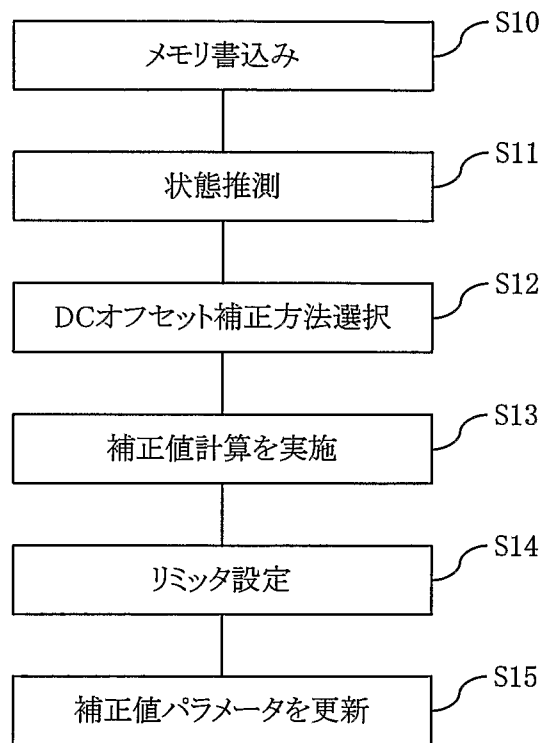 S10
メモリ書込み
S11
状態推測
S12
DCオフセット補正方法選択
S13
補正値計算を実施
S14
リミッタ設定
S15
補正値パラメータを更新